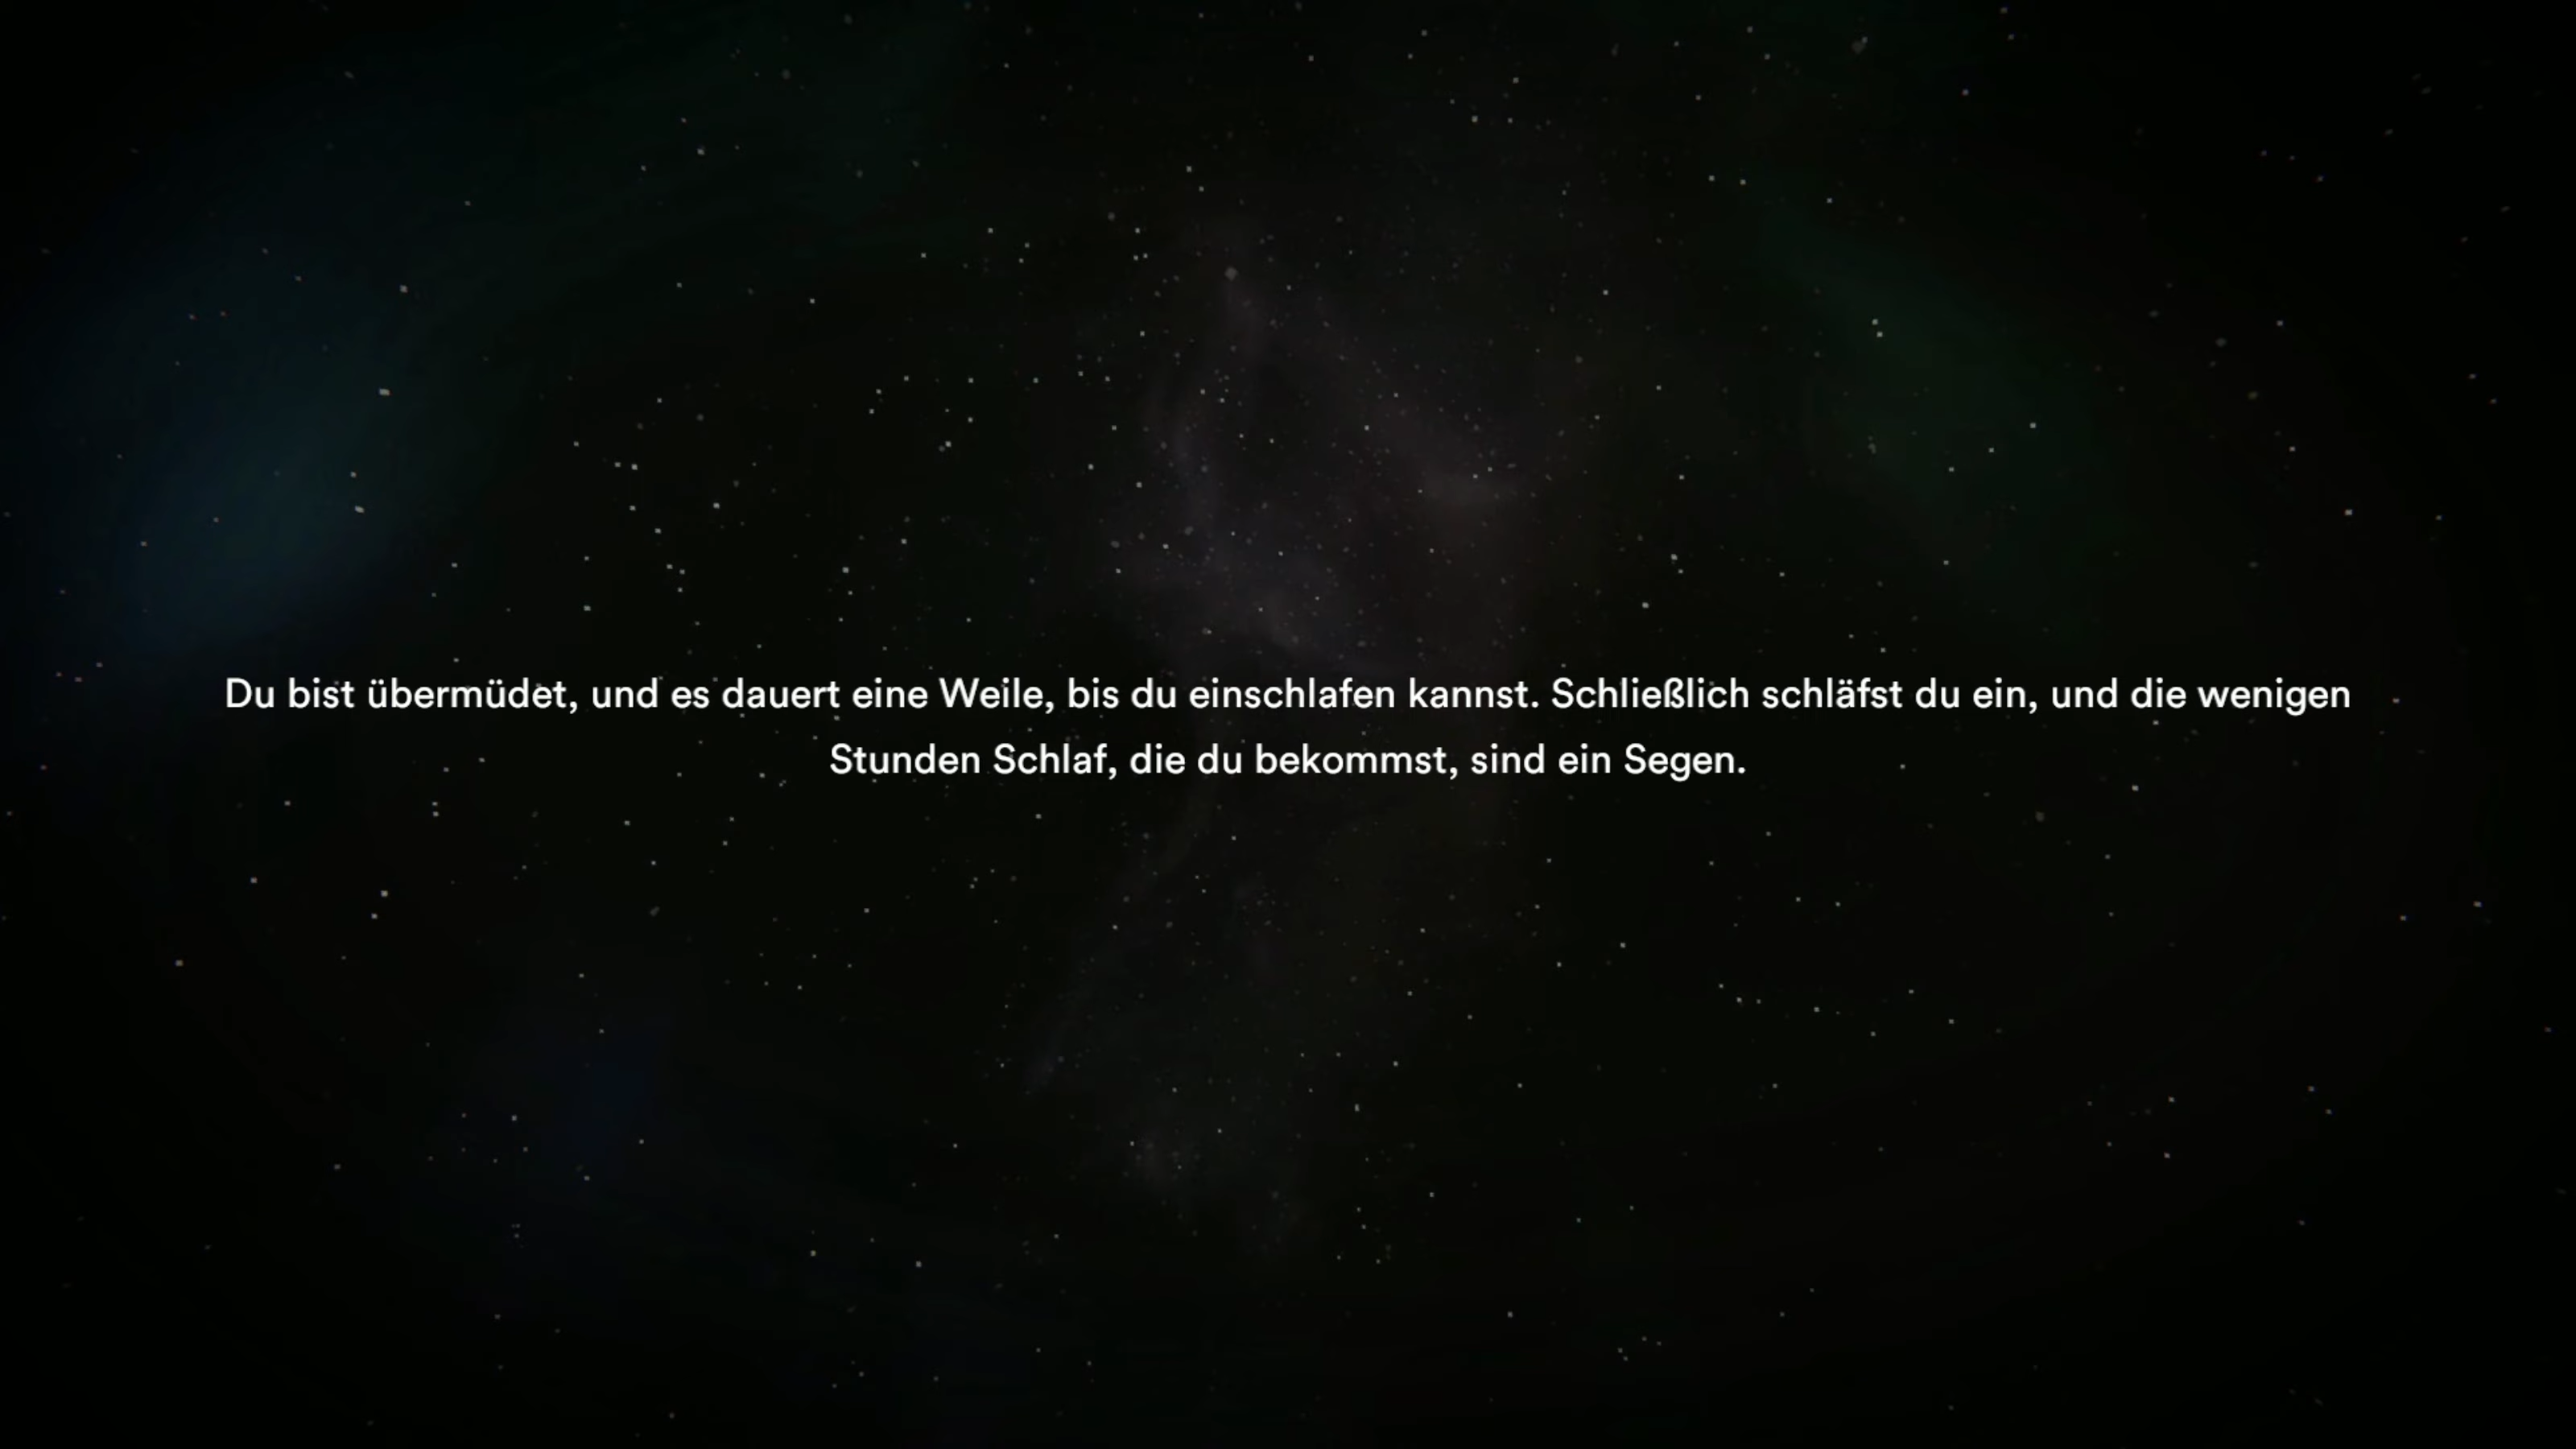 Du bist übermüdet, und es dauert eine Weile, bis du einschlafen kannst. Schließlich schläfst du ein, und die wenigen
Stunden Schlaf, die du bekommst, sind ein Segen.